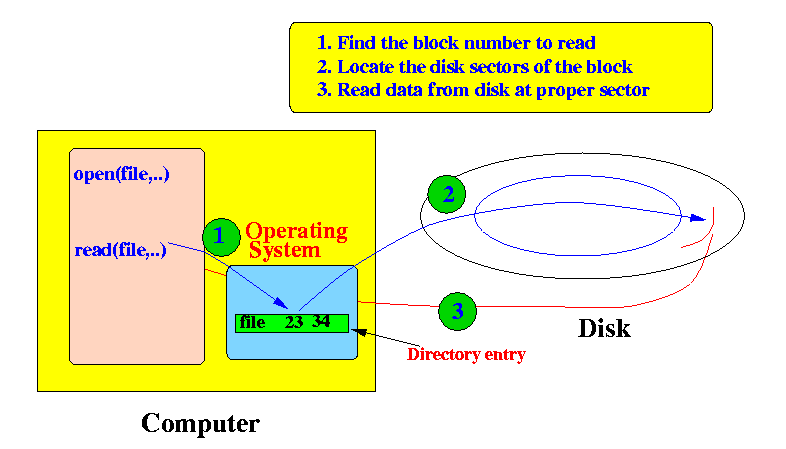 1. Find the block number to read
2. Locate the disk sectors of the block
3. Read data from disk at proper sector
open(file,..)
read(file,..)
1
Operating
System
2
file 23 34
3
Directory entry
Disk
Computer